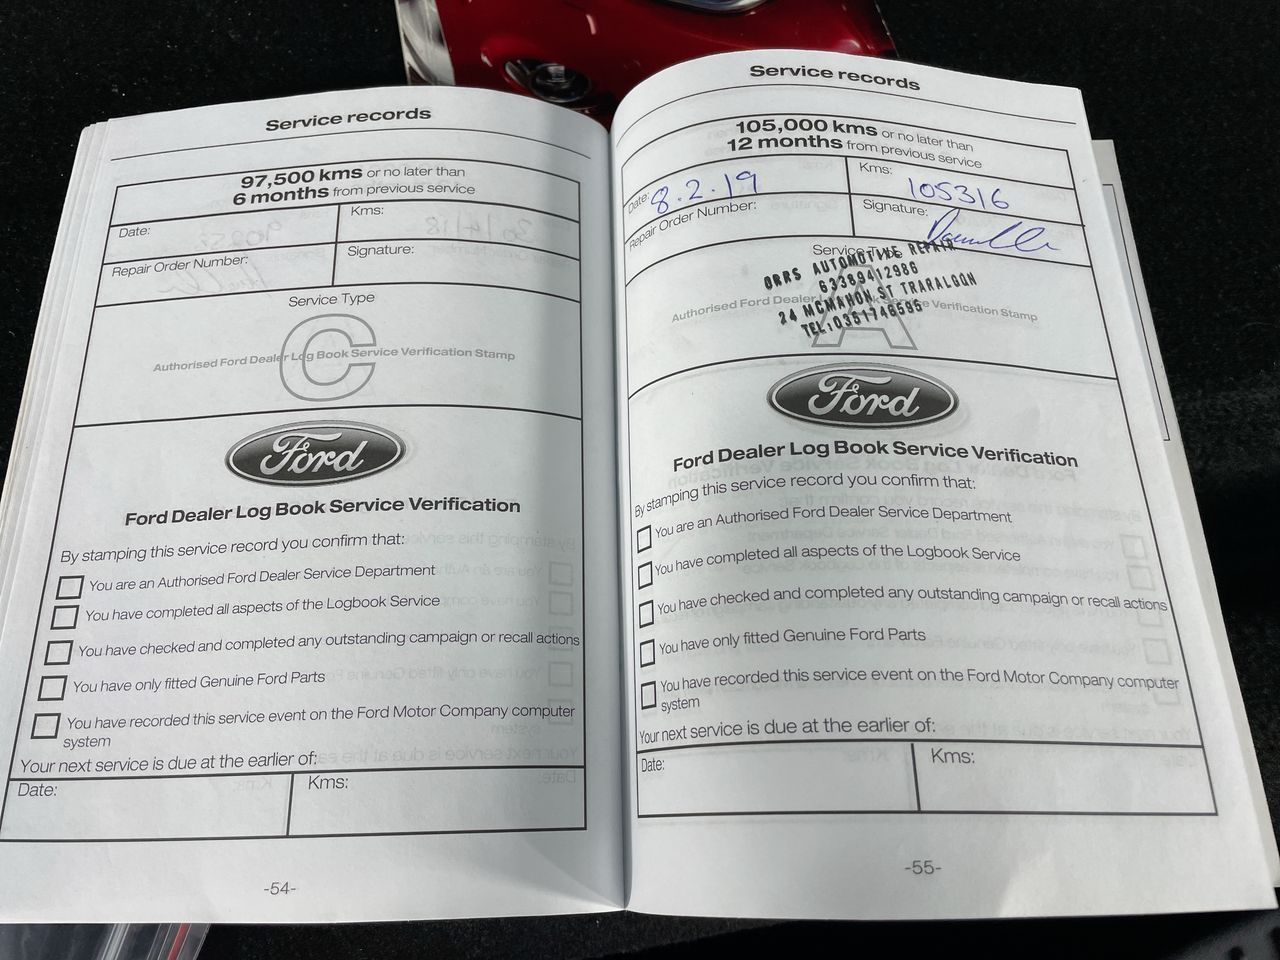 Service records
97,500 kms or no later than
6 months from previous service
Date:
Kms:
Repair Order Number:
Signature:
Service Type
C
Authorised Ford Dealer Log Book Service Verification Stamp
Ford
Ford Dealer Log Book Service Verification
By stamping this service record you confirm that:
You are an Authorised Ford Dealer Service Department
You have completed all aspects of the Logbook Service
You have checked and completed any outstanding campaign or recall actions
You have only fitted Genuine Ford Parts
You have recorded this service event on the Ford Motor Company computer
system
Your next service is due at the earlier of:
Date:
Kms:
-54-
Service records
105,000 kms or no later than
12 months from previous service
Date: 8.2.19
Kms: 105316
Repair Order Number:
Signature:
Service Type
ORRS AUTOMOTIVE REPAIR
63389412986
24 MCMAHON ST TRARALGON
TEL:0351746595
A
Authorised Ford Dealer Log Book Service Verification Stamp
Ford
Ford Dealer Log Book Service Verification
By stamping this service record you confirm that:
You are an Authorised Ford Dealer Service Department
You have completed all aspects of the Logbook Service
You have checked and completed any outstanding campaign or recall actions
You have only fitted Genuine Ford Parts
You have recorded this service event on the Ford Motor Company computer
system
Your next service is due at the earlier of:
Date:
Kms:
-55-